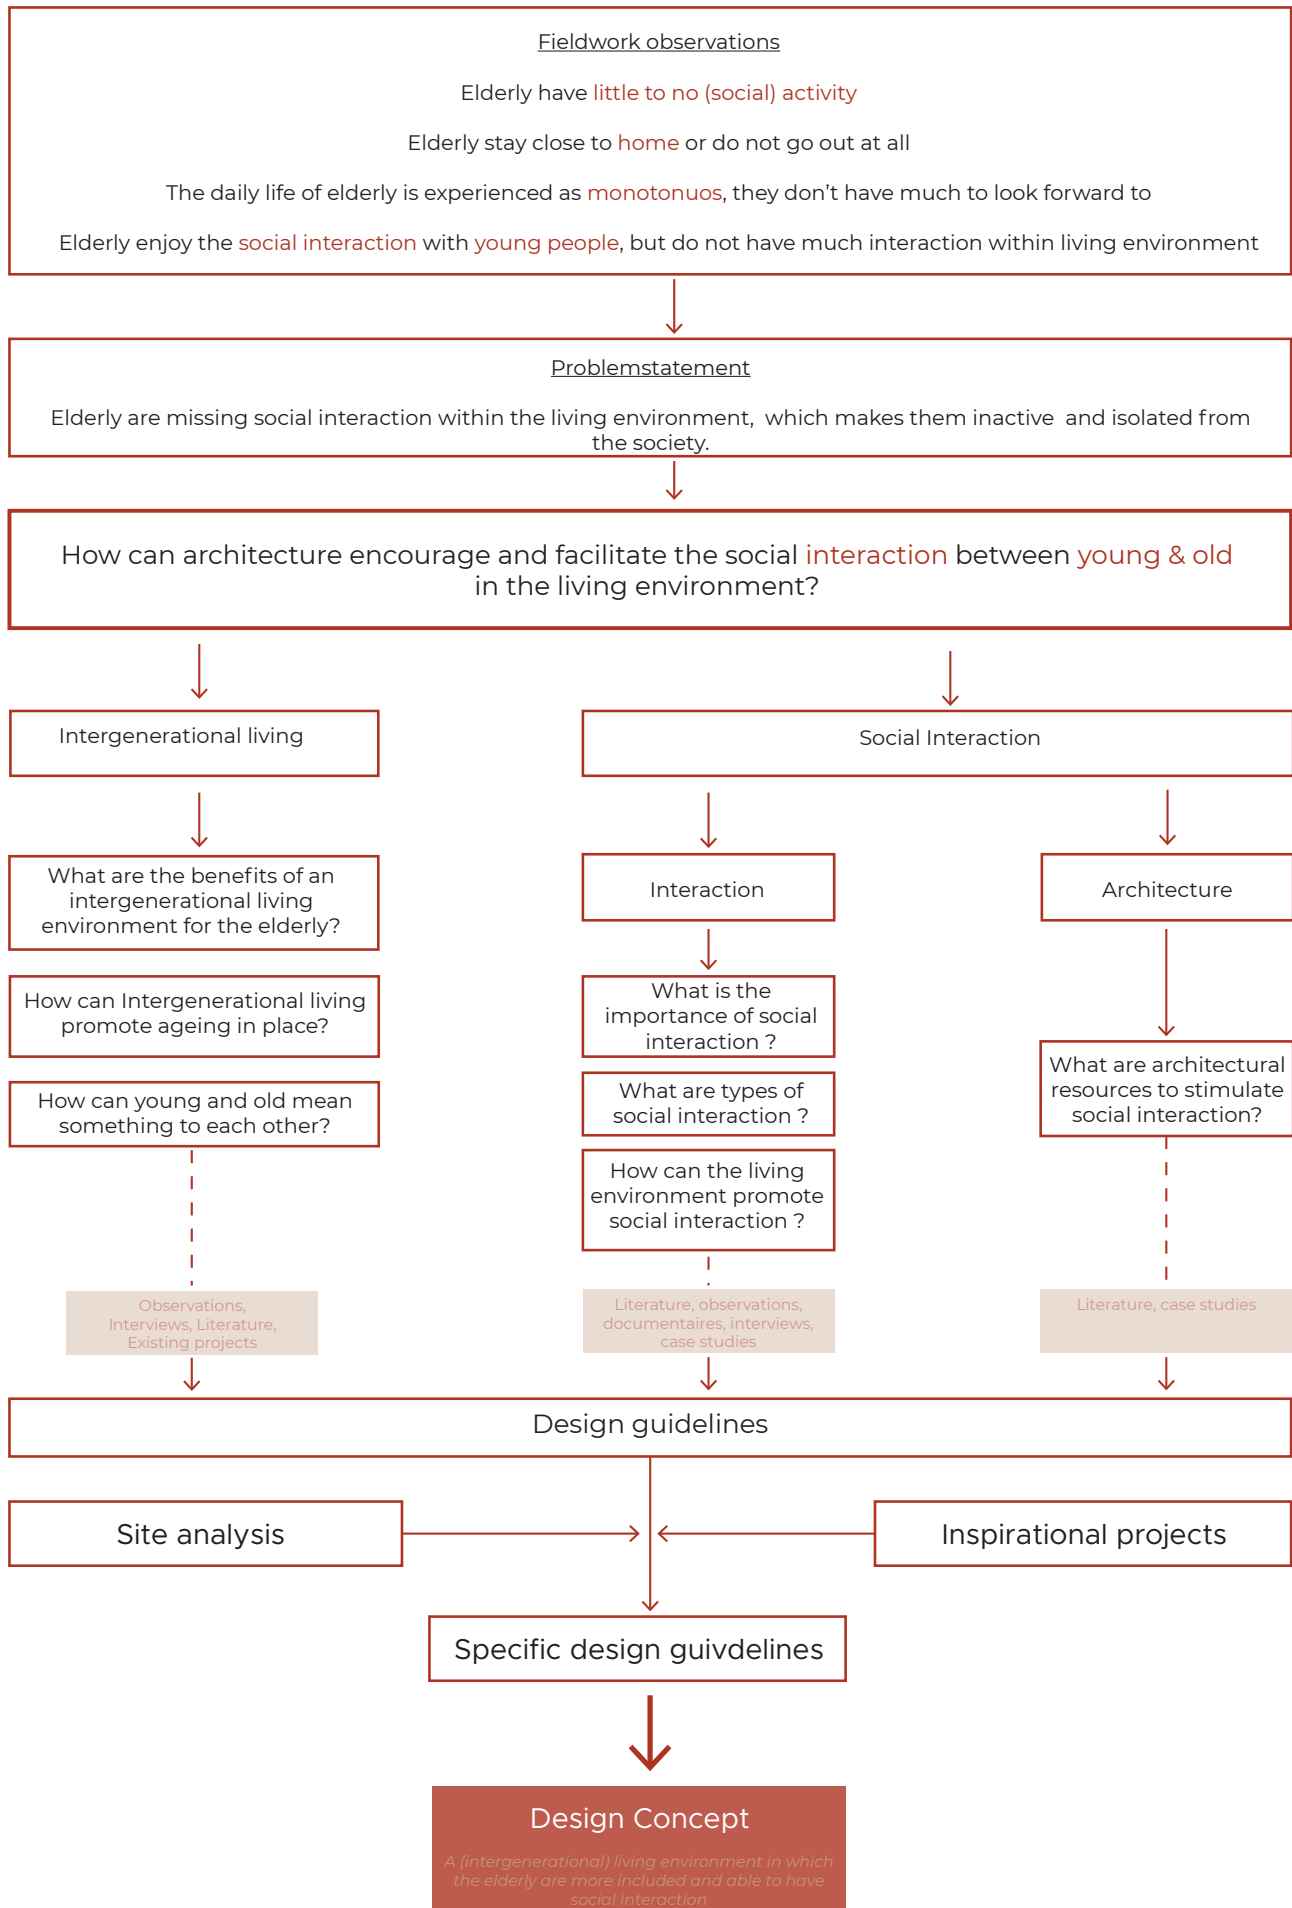 Fieldwork observations
Elderly have little to no (social) activity
Elderly stay close to home or do not go out at all
The daily life of elderly is experienced as monotonuos, they don't have much to look forward to
Elderly enjoy the social interaction with young people, but do not have much interaction within living environment
Problemstatement
Elderly are missing social interaction within the living environment, which makes them inactive and isolated from
the society.
How can architecture encourage and facilitate the social interaction between young & old
in the living environment?
Intergenerational living
Social Interaction
What are the benefits of an
intergenerational living
environment for the elderly?
How can Intergenerational living
promote ageing in place?
How can young and old mean
something to each other?
Observations,
Interviews, Literature,
Existing projects
Interaction
What is the
importance of social
interaction ?
What are types of
social interaction ?
How can the living
environment promote
social interaction ?
Literature, observations,
documentaires, interviews,
case studies
Architecture
What are architectural
resources to stimulate
social interaction?
Literature, case studies
Design guidelines
Site analysis
Inspirational projects
Specific design guivdelines
Design Concept
A (intergenerational) living environment in which
the elderly are more included and able to have
social interaction